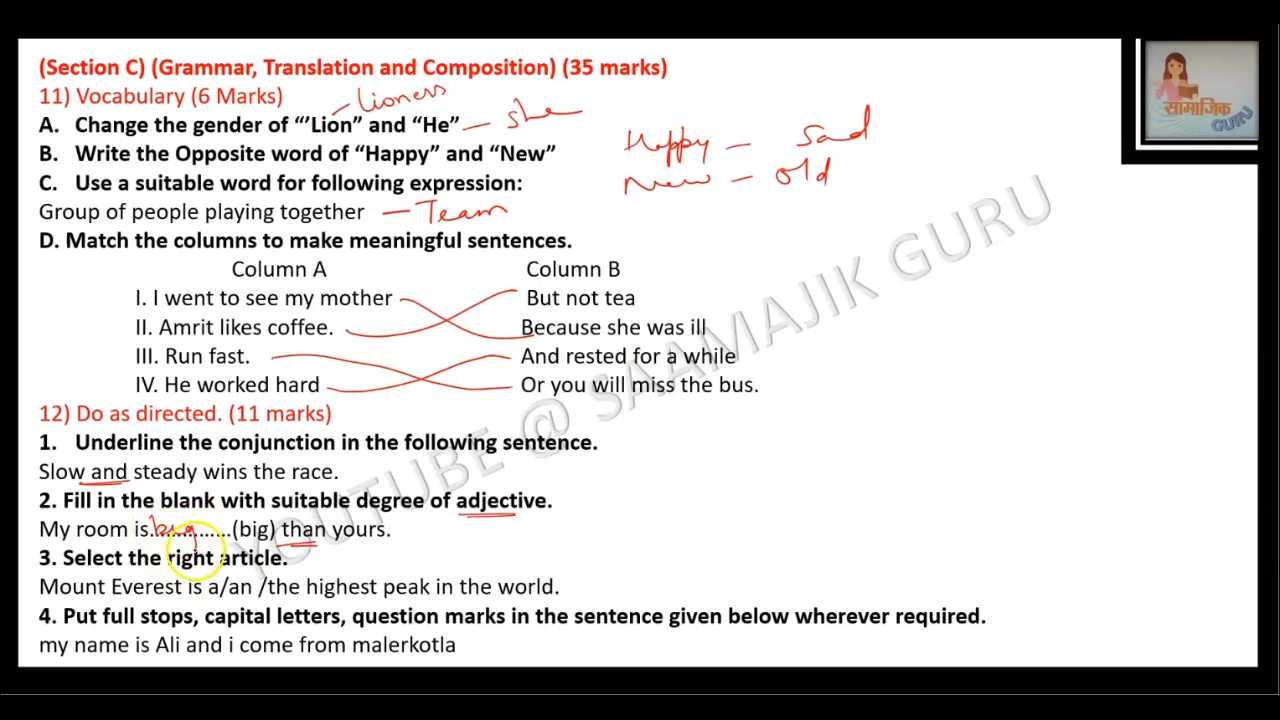 (Section C) (Grammar, Translation and Composition) (35 marks)
11) Vocabulary (6 Marks)
- Lioness
A. Change the gender of “”Lion” and “He” - she
B. Write the Opposite word of “Happy” and “New”
Happy - Sad
New - old
C. Use a suitable word for following expression:
Group of people playing together - Team
D. Match the columns to make meaningful sentences.
Column A Column B
I. I went to see my mother But not tea
II. Amrit likes coffee. Because she was ill
III. Run fast. And rested for a while
IV. He worked hard Or you will miss the bus.
12) Do as directed. (11 marks)
1. Underline the conjunction in the following sentence.
Slow and steady wins the race.
2. Fill in the blank with suitable degree of adjective.
My room is..big.......(big) than yours.
3. Select the right article.
Mount Everest is a/an /the highest peak in the world.
4. Put full stops, capital letters, question marks in the sentence given below wherever required.
my name is Ali and i come from malerkotla
सामाजिक
GURU
YOUTUBE @ SAAMAJIK GURU